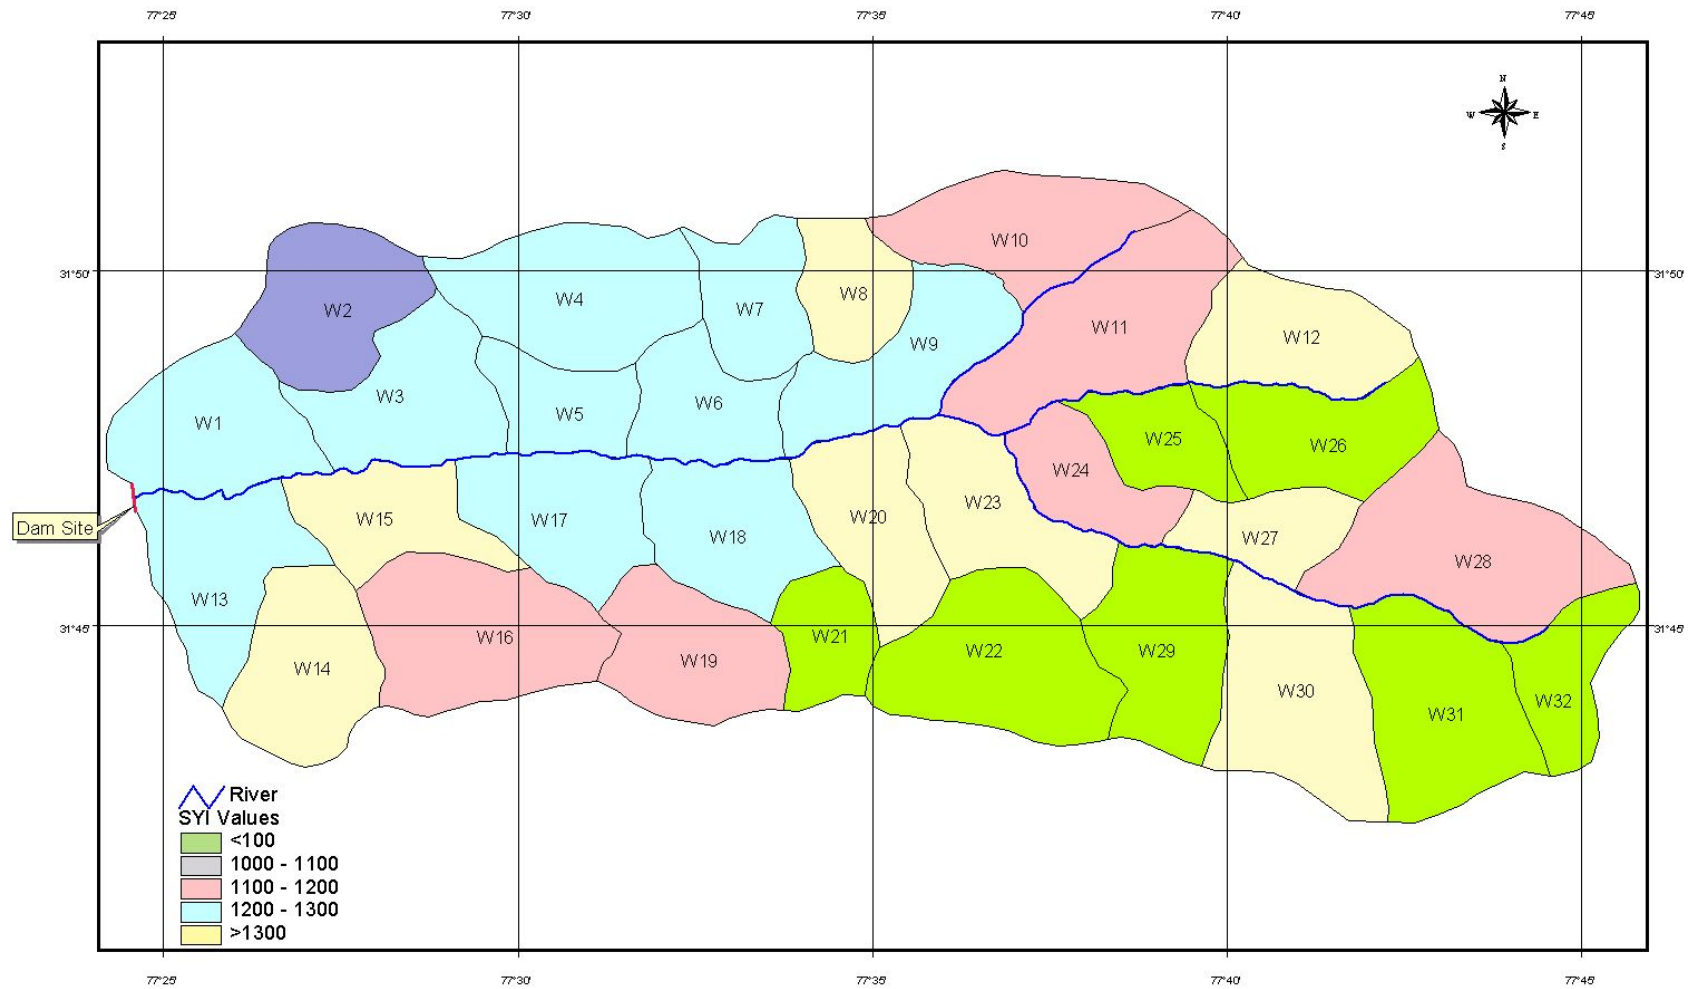 77°25' 77°30' 77°35' 77°40' 77°45'
N
W E
S
W10
31°50' 31°50'
W2 W4 W7 W8 W11 W12
W9
W1 W3 W5 W6 W25 W26
W24
Dam Site W15 W17 W18 W20 W23 W27
W28
W13
31°45' 31°45'
W14 W16 W19 W21 W22 W29
W30 W31 W32
River
SYI Values
<100
1000 - 1100
1100 - 1200
1200 - 1300
>1300
77°25' 77°30' 77°35' 77°40' 77°45'